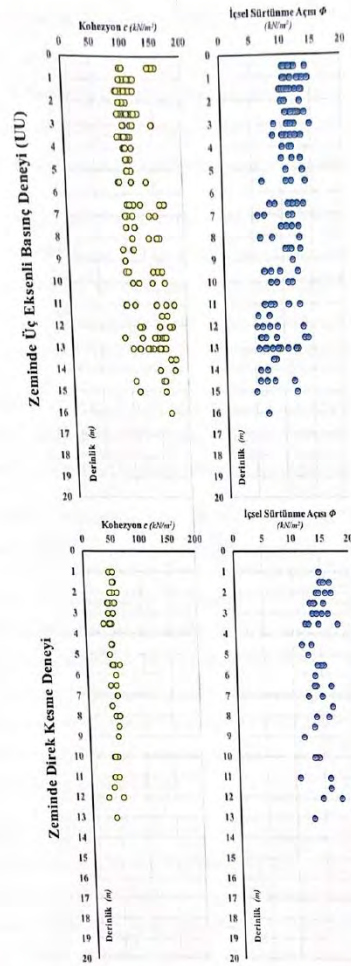 Zeminde Üç Eksenli Basınç Deneyi (UU)
Kohezyon c (kN/m²)
0 50 100 150 200
0
1
2
3
4
5
6
7
8
9
10
11
12
13
14
15
16
17
18
19
20
Derinlik (m)
İçsel Sürtünme Açısı Φ
(kN/m²)
0 5 10 15 20
Derinlik (m)
Zeminde Direk Kesme Deneyi
Kohezyon c (kN/m²)
0 50 100 150 200
0
1
2
3
4
5
6
7
8
9
10
11
12
13
14
15
16
17
18
19
20
Derinlik (m)
İçsel Sürtünme Açısı Φ
(kN/m²)
0 5 10 15 20
Derinlik (m)